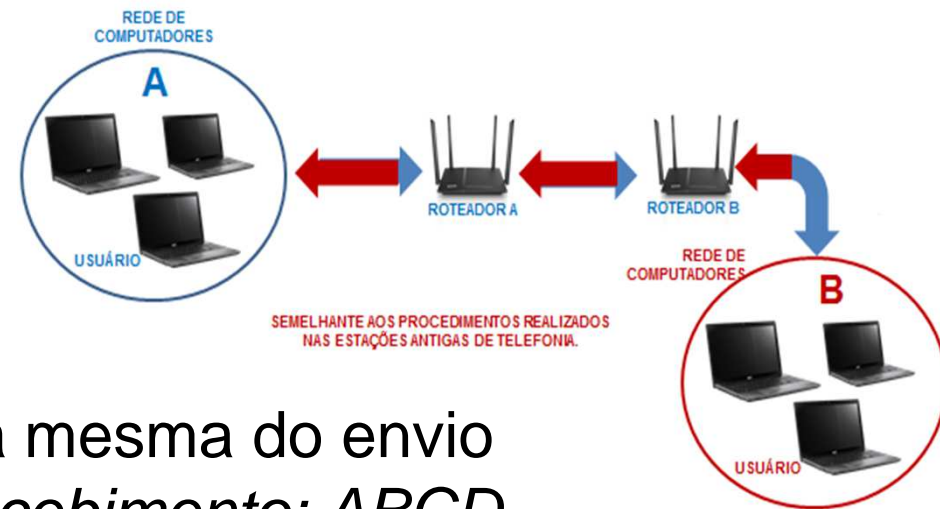 REDE DE
COMPUTADORES
A
USUÁRIO
ROTEADOR A
ROTEADOR B
REDE DE
COMPUTADORES
B
USUÁRIO
SEMELHANTE AOS PROCEDIMENTOS REALIZADOS
NAS ESTAÇÕES ANTIGAS DE TELEFONIA.
a mesma do envio
cebimento: ABCD